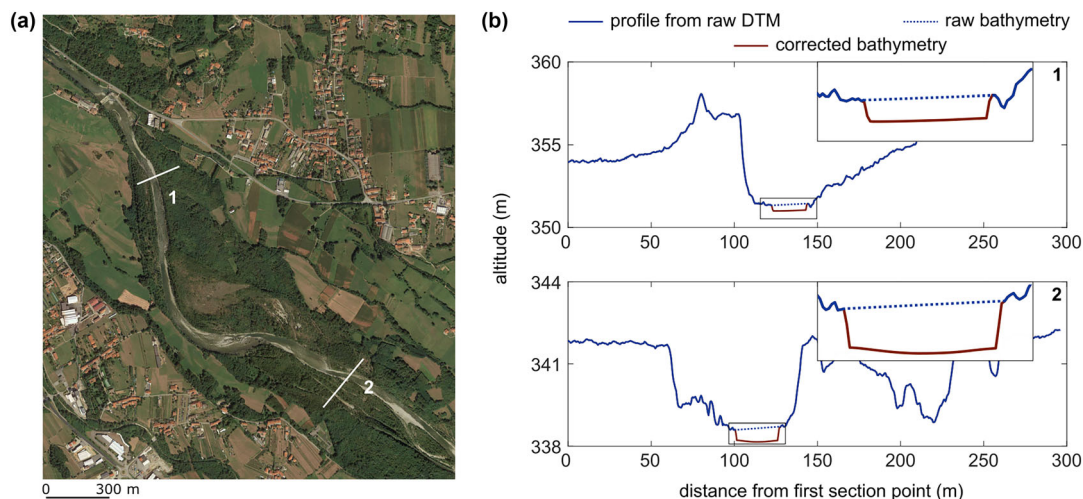 (a)
1
2
0 300 m
(b)
profile from raw DTM
raw bathymetry
corrected bathymetry
altitude (m)
360
355
350
1
0 50 100 150 200 250 300
344
341
338
2
0 50 100 150 200 250 300
distance from first section point (m)